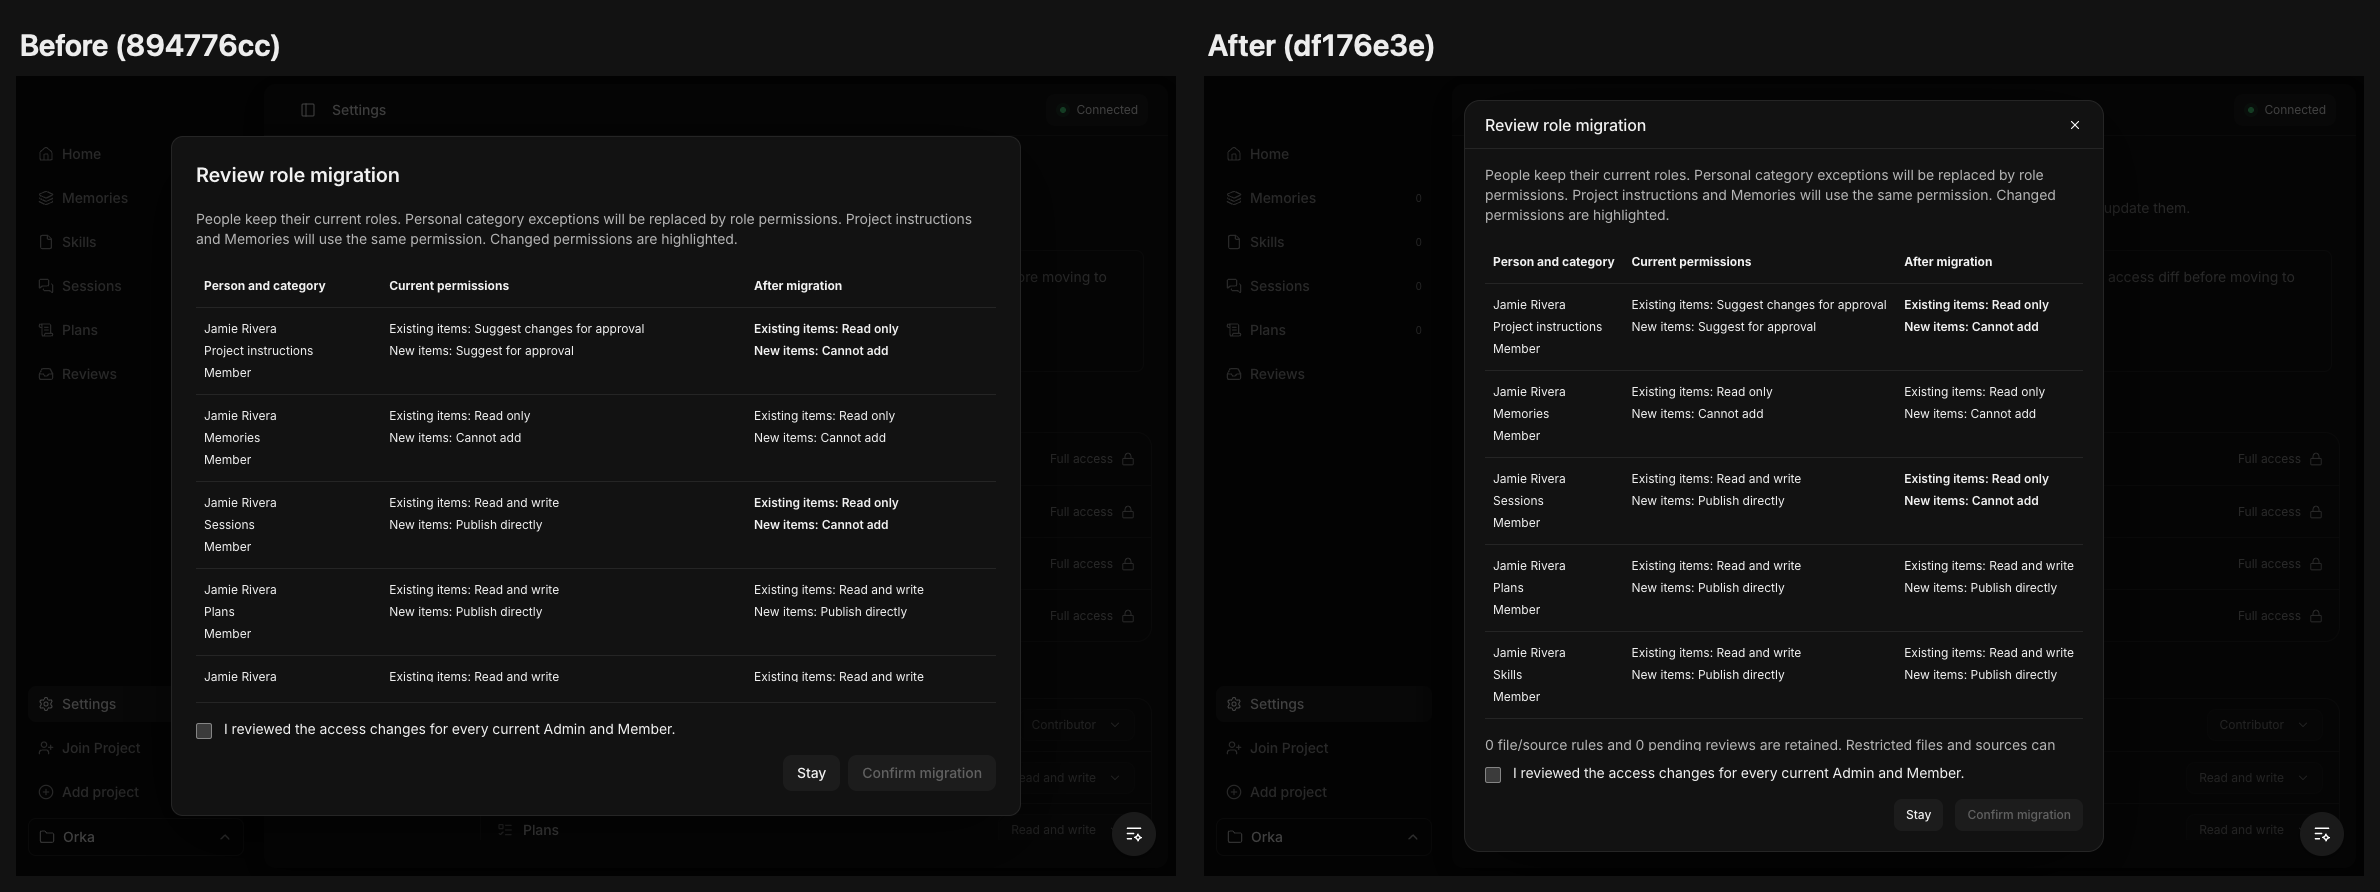 Before (894776cc)
Settings
Connected
Home
Memories
Skills
Sessions
Plans
Reviews
Review role migration
People keep their current roles. Personal category exceptions will be replaced by role permissions. Project instructions
and Memories will use the same permission. Changed permissions are highlighted.
Person and category Current permissions After migration
Jamie Rivera Existing items: Suggest changes for approval Existing items: Read only
Project instructions New items: Suggest for approval New items: Cannot add
Member
Jamie Rivera Existing items: Read only Existing items: Read only
Memories New items: Cannot add New items: Cannot add
Member
Jamie Rivera Existing items: Read and write Existing items: Read only
Sessions New items: Publish directly New items: Cannot add
Member
Jamie Rivera Existing items: Read and write Existing items: Read and write
Plans New items: Publish directly New items: Publish directly
Member
Jamie Rivera Existing items: Read and write Existing items: Read and write
I reviewed the access changes for every current Admin and Member.
Stay Confirm migration
ore moving to
Full access
Full access
Full access
Full access
Contributor
ead and write
Plans Read and write
Settings
Join Project
Add project
Orka
After (df176e3e)
Connected
Home
Memories 0
Skills 0
Sessions 0
Plans 0
Reviews
Review role migration
People keep their current roles. Personal category exceptions will be replaced by role
permissions. Project instructions and Memories will use the same permission. Changed
permissions are highlighted.
Person and category Current permissions After migration
Jamie Rivera Existing items: Suggest changes for approval Existing items: Read only
Project instructions New items: Suggest for approval New items: Cannot add
Member
Jamie Rivera Existing items: Read only Existing items: Read only
Memories New items: Cannot add New items: Cannot add
Member
Jamie Rivera Existing items: Read and write Existing items: Read only
Sessions New items: Publish directly New items: Cannot add
Member
Jamie Rivera Existing items: Read and write Existing items: Read and write
Plans New items: Publish directly New items: Publish directly
Member
Jamie Rivera Existing items: Read and write Existing items: Read and write
Skills New items: Publish directly New items: Publish directly
Member
0 file/source rules and 0 pending reviews are retained. Restricted files and sources can
I reviewed the access changes for every current Admin and Member.
Stay Confirm migration
update them.
access diff before moving to
Full access
Full access
Full access
Full access
Contributor
Read and write
Read and write
Settings
Join Project
Add project
Orka